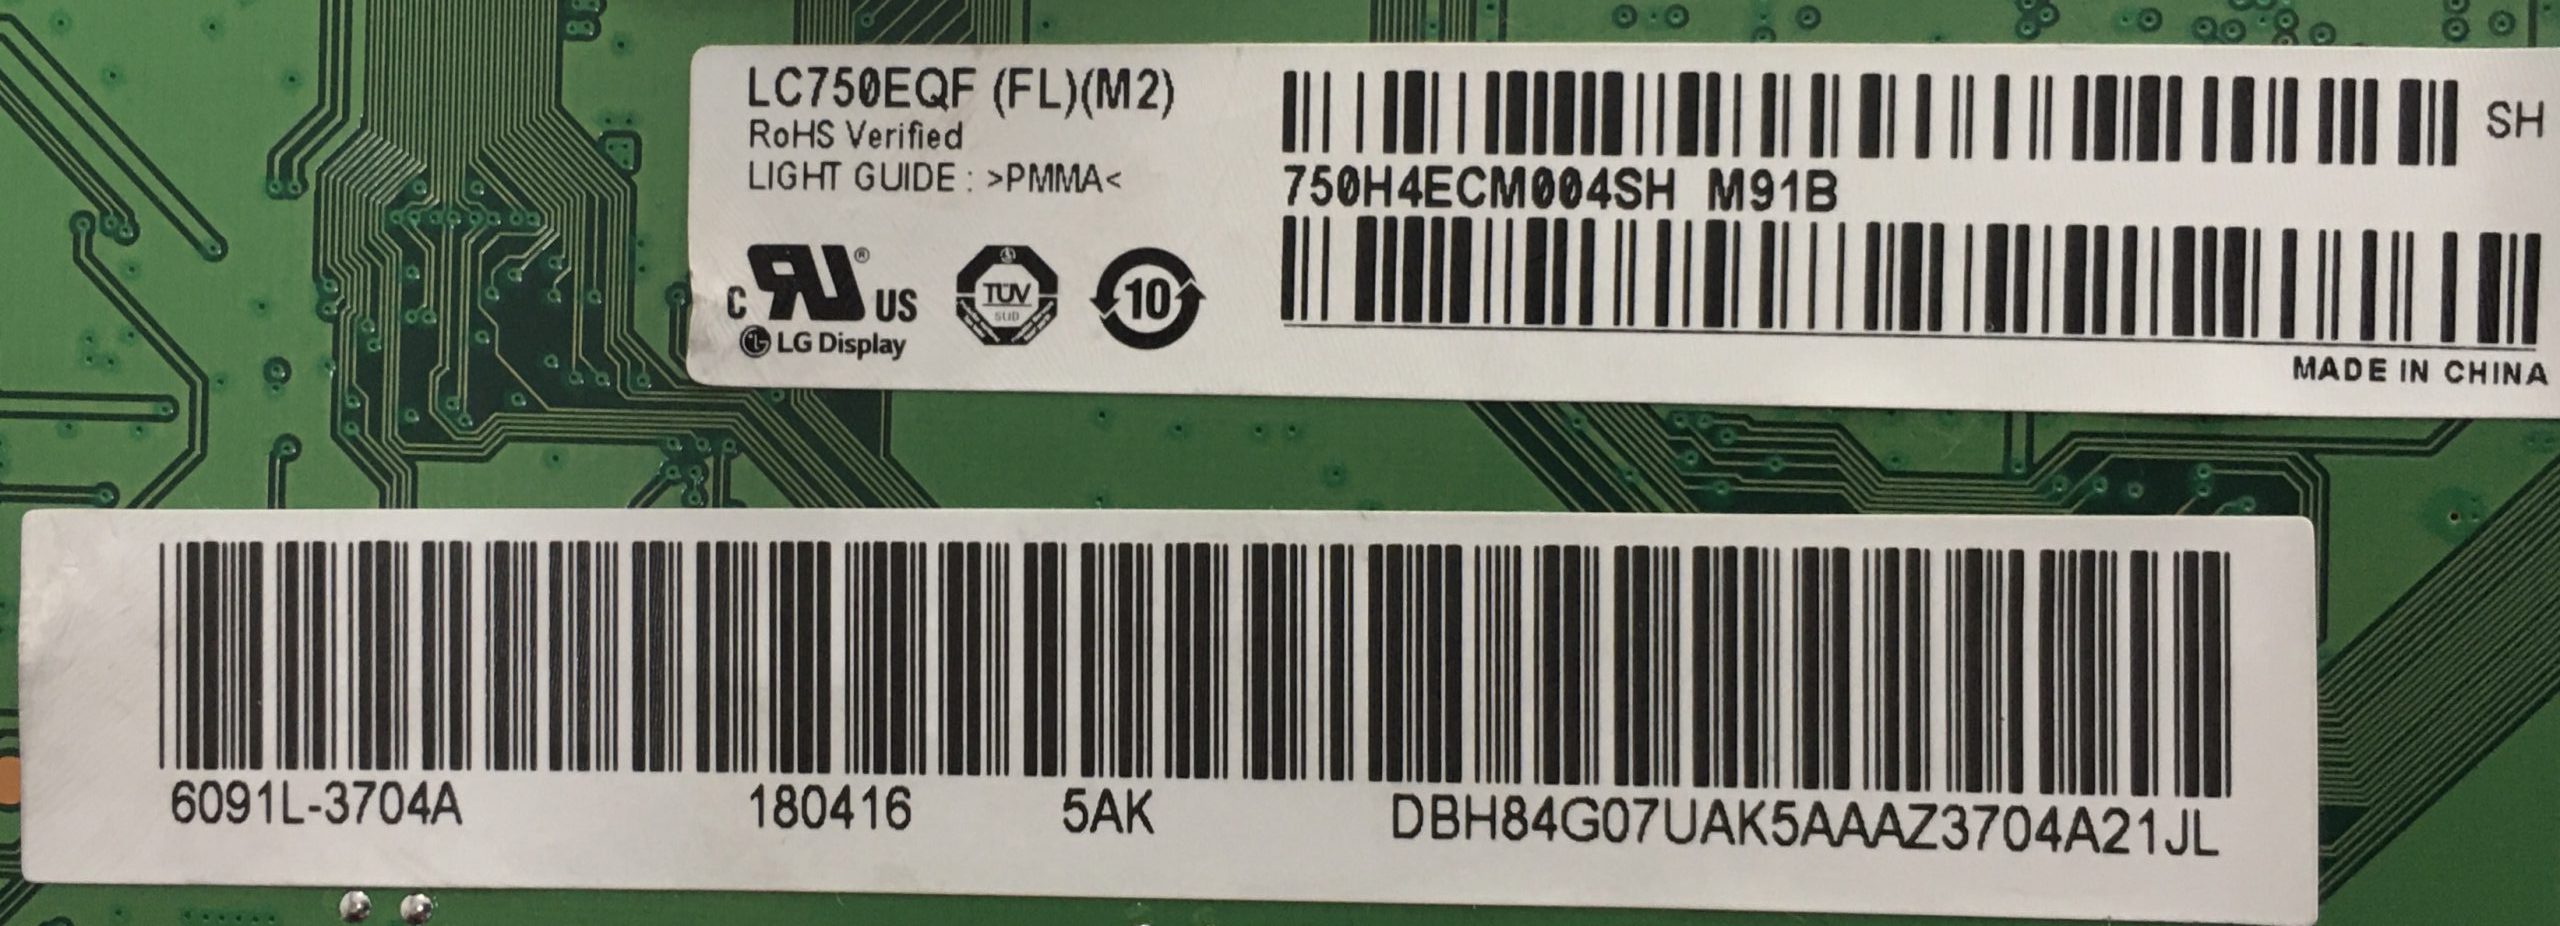 LC750EQF (FL)(M2)
RoHS Verified
LIGHT GUIDE : >PMMA<
SH
750H4ECM004SH M91B
c RU ® US
TÜV
SÜD
10
LG Display
MADE IN CHINA
6091L-3704A 180416 5AK DBH84G07UAK5AAAZ3704A21JL